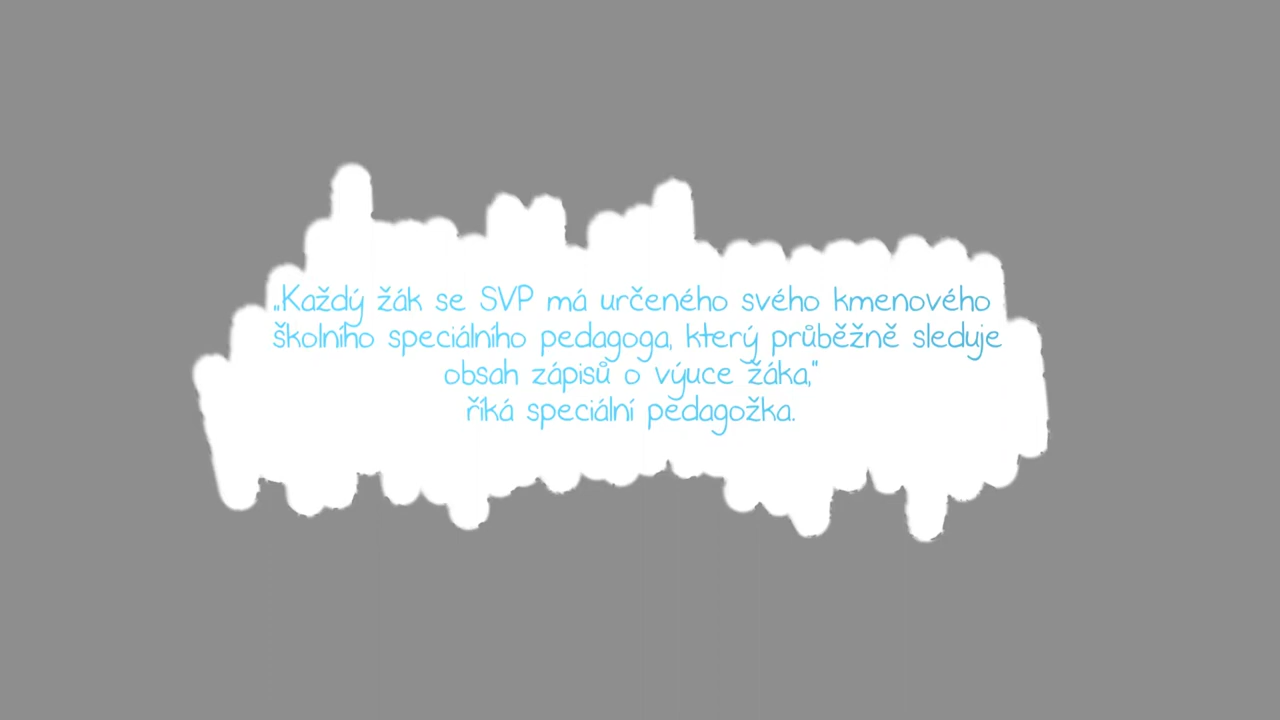 „Každý žák se SVP má určeného svého kmenového
školního speciálního pedagoga, který průběžně sleduje
obsah zápisů o výuce žáka,“
říká speciální pedagožka.